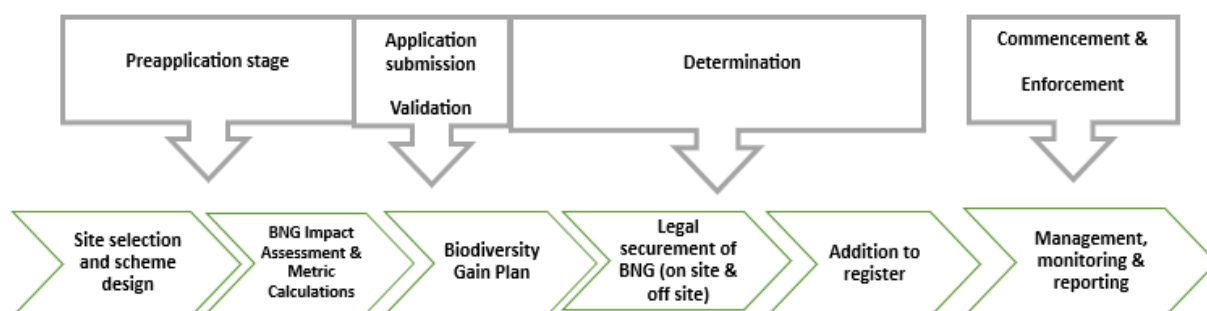 Preapplication stage
Application
submission
Validation
Determination
Commencement &
Enforcement
Site selection
and scheme
design
BNG Impact
Assessment &
Metric
Calculations
Biodiversity
Gain Plan
Legal
securement of
BNG (on site &
off site)
Addition to
register
Management,
monitoring &
reporting